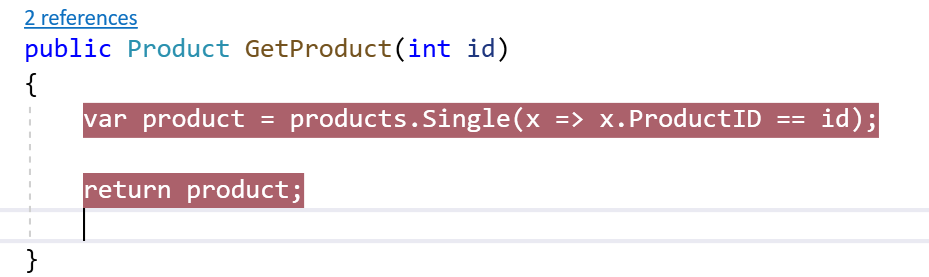 2 references
public Product GetProduct(int id)
{
var product = products.Single(x => x.ProductID == id);
return product;
}